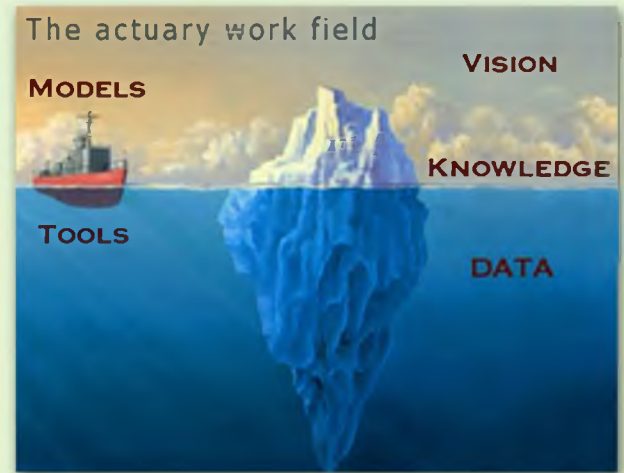 The actuary work field
VISION
MODELS
KNOWLEDGE
TOOLS
DATA